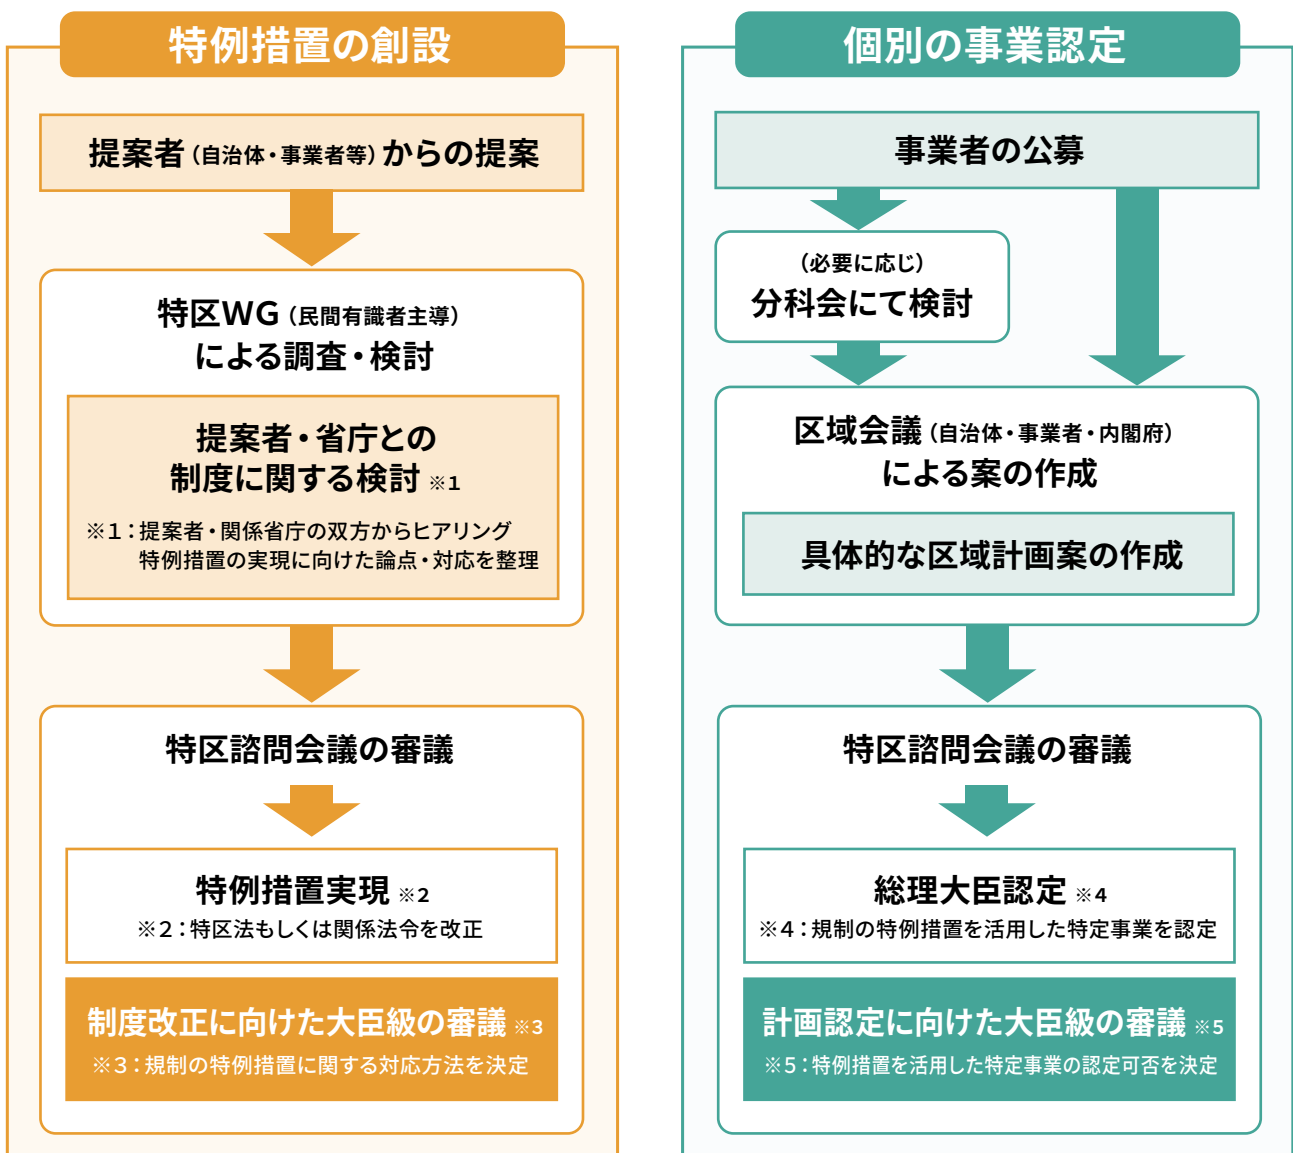 特例措置の創設
提案者（自治体・事業者等）からの提案
特区WG（民間有識者主導）
による調査・検討
提案者・省庁との
制度に関する検討 ※1
※1：提案者・関係省庁の双方からヒアリング
特例措置の実現に向けた論点・対応を整理
特区諮問会議の審議
特例措置実現 ※2
※2：特区法もしくは関係法令を改正
制度改正に向けた大臣級の審議 ※3
※3：規制の特例措置に関する対応方法を決定
個別の事業認定
事業者の公募
（必要に応じ）
分科会にて検討
区域会議（自治体・事業者・内閣府）
による案の作成
具体的な区域計画案の作成
特区諮問会議の審議
総理大臣認定 ※4
※4：規制の特例措置を活用した特定事業を認定
計画認定に向けた大臣級の審議 ※5
※5：特例措置を活用した特定事業の認定可否を決定